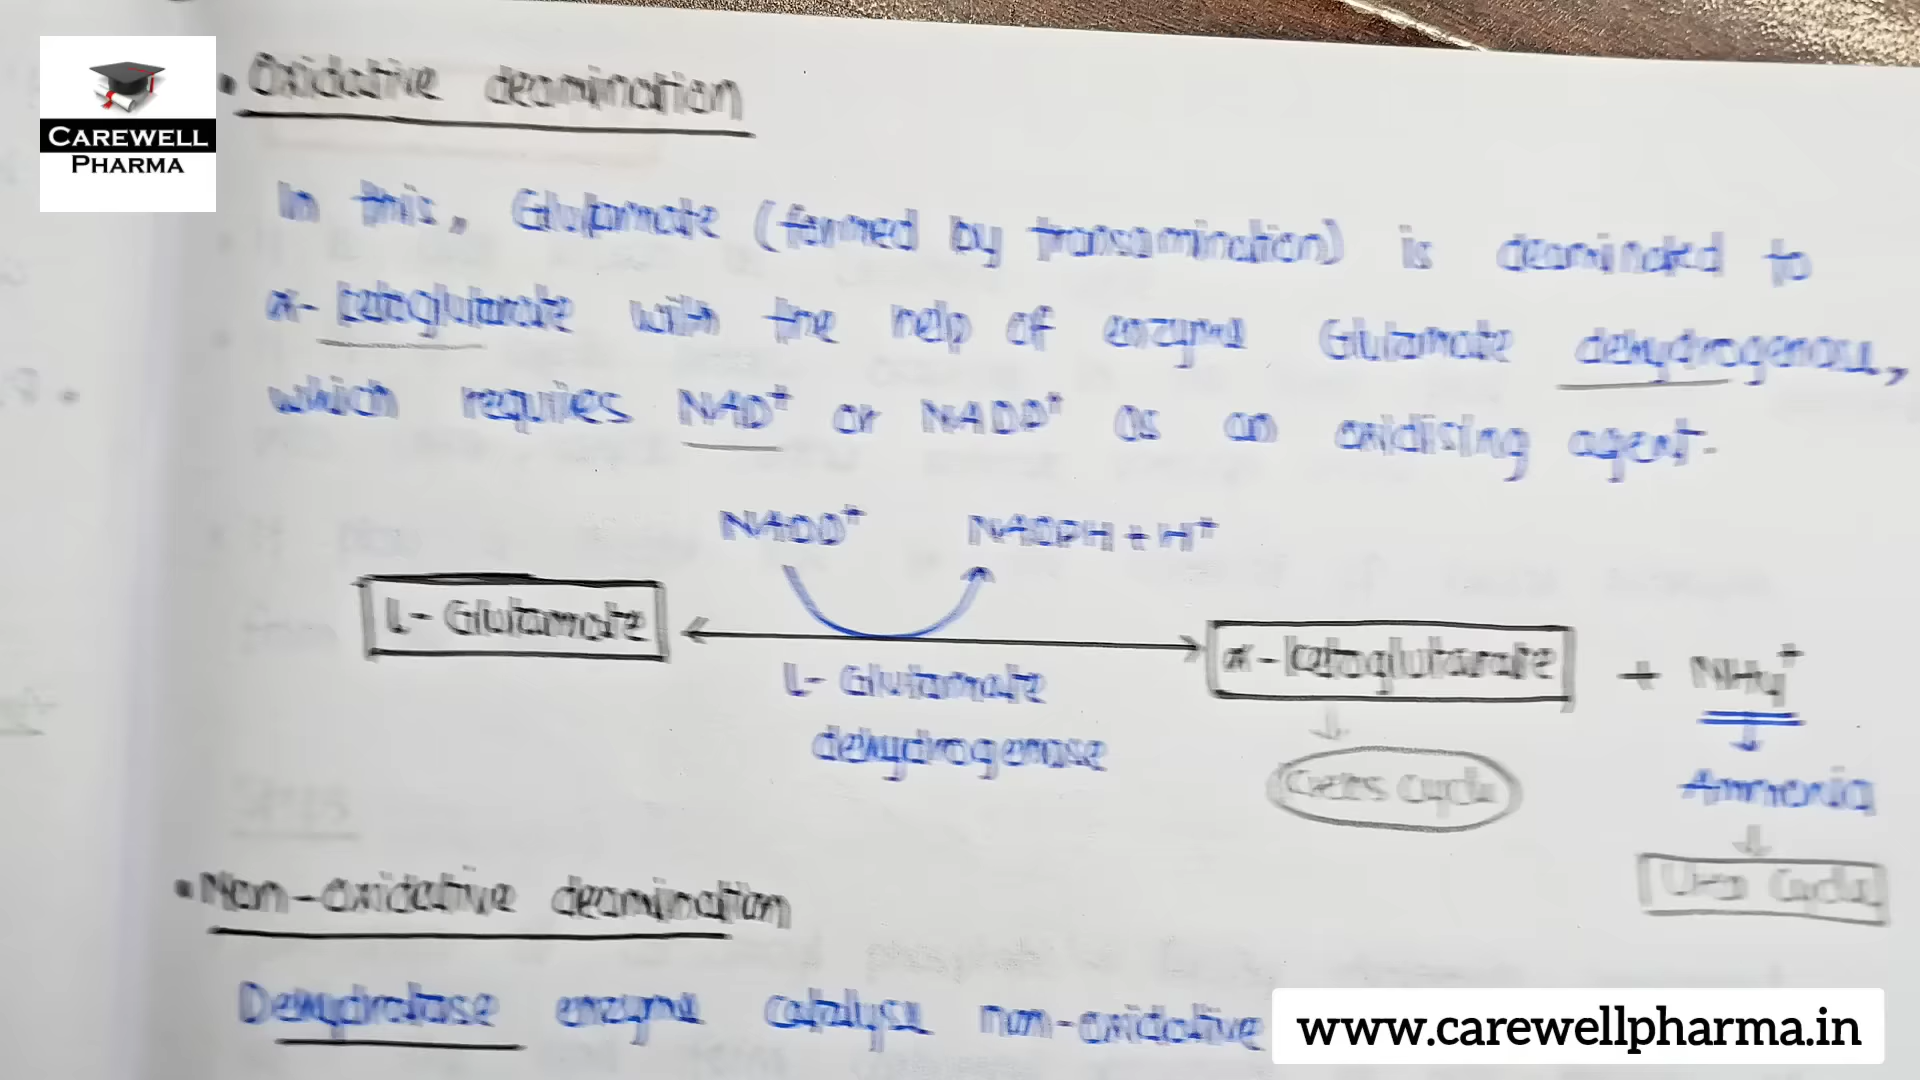 CAREWELL
PHARMA
• Oxidative deamination
In this, Glutamate (formed by transamination) is deaminated to
α- ketoglutarate with the help of enzyme Glutamate dehydrogenase,
which requires NAD+ or NADP+ as an oxidising agent.
NADP+ NADPH + H+
L- Glutamate
α- ketoglutarate + NH4+
L- Glutamate
dehydrogenase
Krebs Cycle
Ammonia
Urea Cycle
• Non-oxidative deamination
Dehydratase enzyme catalyse non-oxidative
www.carewellpharma.in